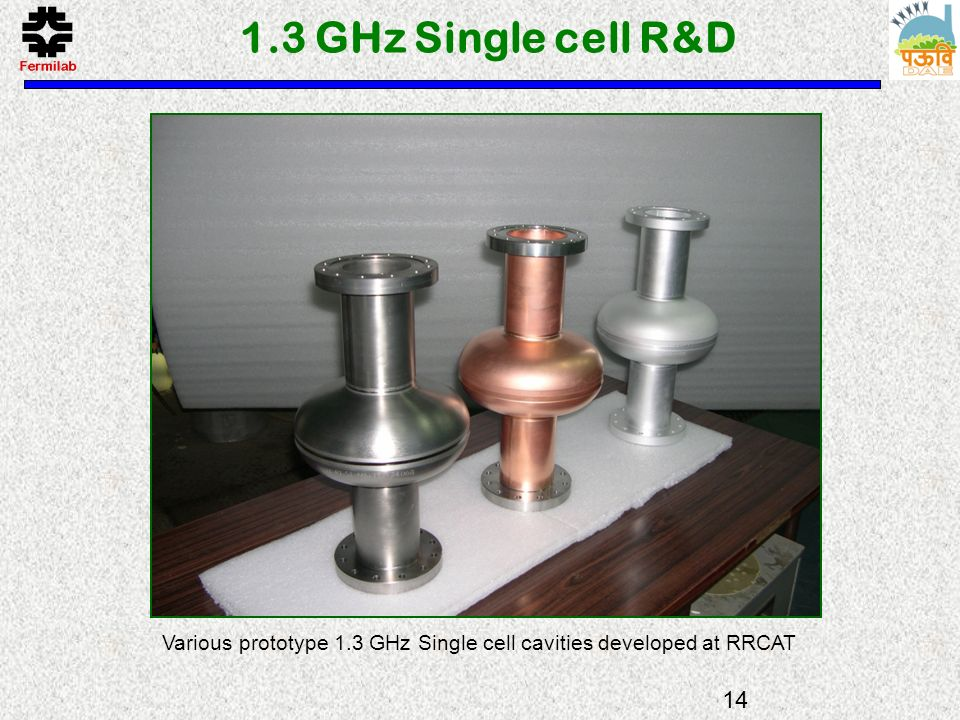 Fermilab
1.3 GHz Single cell R&D
पऊवि
DAE
Various prototype 1.3 GHz Single cell cavities developed at RRCAT
14